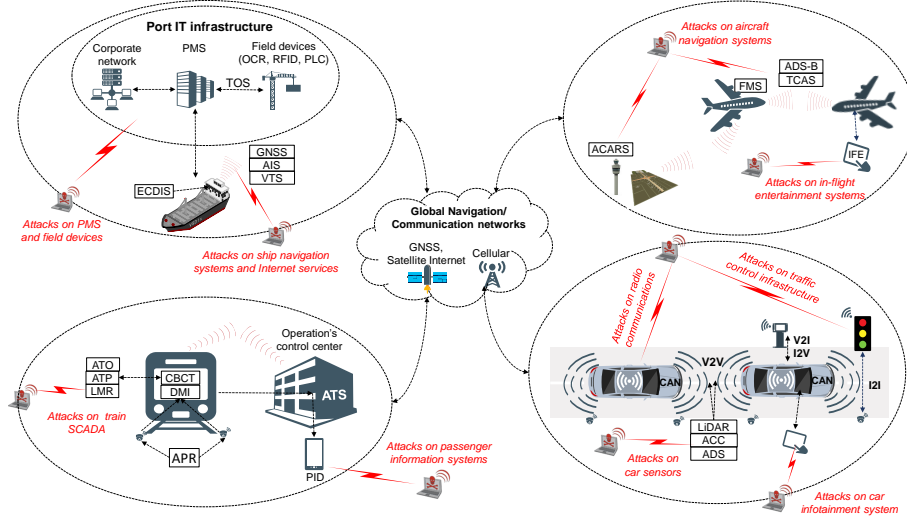 Port IT infrastructure
Corporate
network
PMS
Field devices
(OCR, RFID, PLC)
TOS
GNSS
AIS
VTS
ECDIS
Attacks on PMS
and field devices
Attacks on ship navigation
systems and Internet services
Attacks on aircraft
navigation systems
ADS-B
TCAS
FMS
ACARS
IFE
Attacks on in-flight
entertainment systems
Global Navigation/
Communication networks
GNSS,
Satellite Internet
Cellular
Operation's
control center
ATO
ATP
LMR
CBCT
DMI
ATS
Attacks on train
SCADA
APR
PID
Attacks on passenger
information systems
Attacks on radio
communications
Attacks on traffic
control infrastructure
V2I
I2V
V2V
CAN
CAN
I2I
LiDAR
ACC
ADS
Attacks on
car sensors
Attacks on car
infotainment system